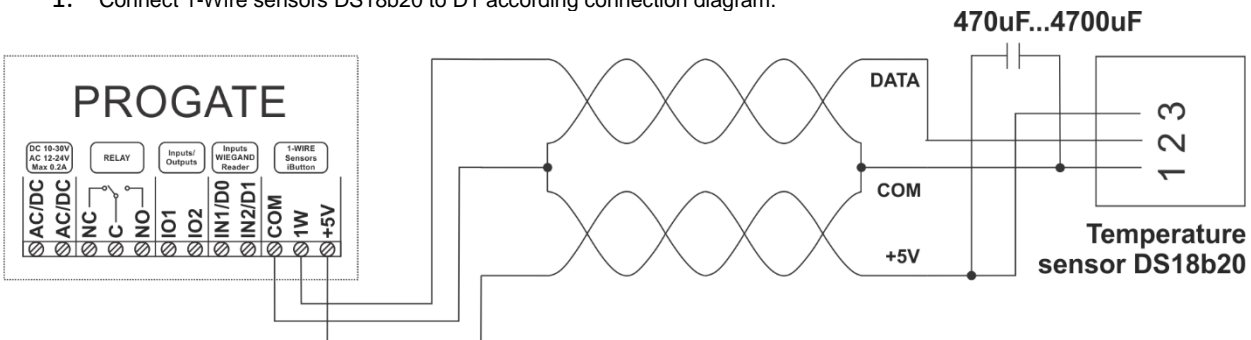 1. Connect 1-Wire sensors DS18b20 to D1 according connection diagram.
470uF...4700uF
PROGATE
DC 10-30V
AC 12-24V
Max 0.2A
RELAY
Inputs/
Outputs
Inputs
WIEGAND
Reader
1-WIRE
Sensors
iButton
AC/DC
AC/DC
NC
C
NO
IO1
IO2
IN1/D0
IN2/D1
COM
1W
+5V
DATA
COM
+5V
3
2
1
Temperature
sensor DS18b20